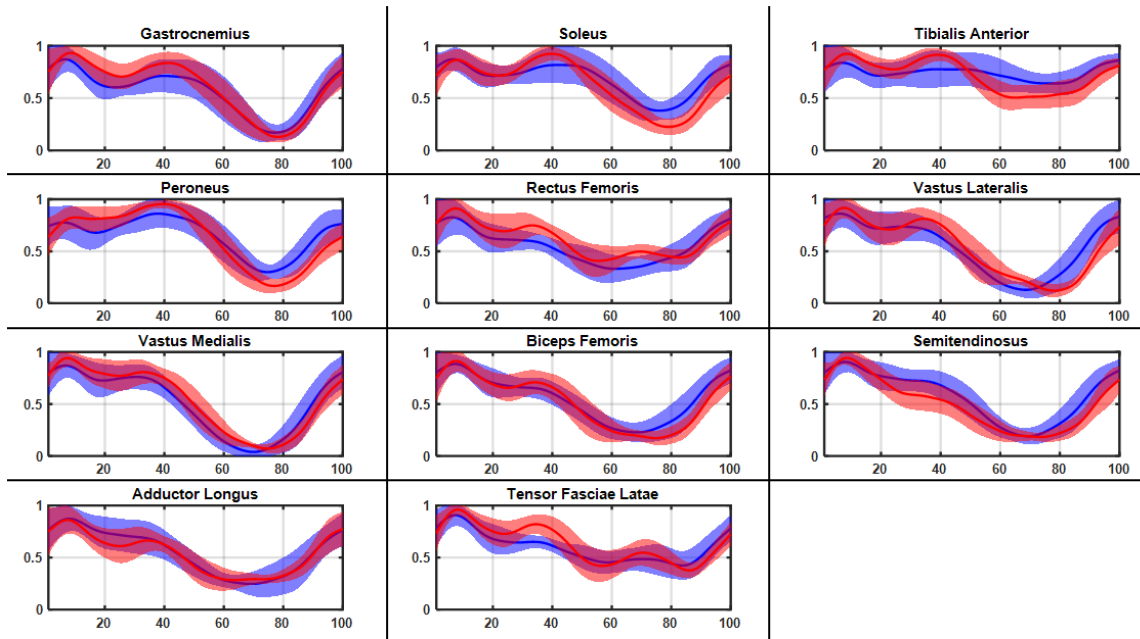 Gastrocnemius
1
0.5
0
20 40 60 80 100
Soleus
1
0.5
0
20 40 60 80 100
Tibialis Anterior
1
0.5
0
20 40 60 80 100
Peroneus
1
0.5
0
20 40 60 80 100
Rectus Femoris
1
0.5
0
20 40 60 80 100
Vastus Lateralis
1
0.5
0
20 40 60 80 100
Vastus Medialis
1
0.5
0
20 40 60 80 100
Biceps Femoris
1
0.5
0
20 40 60 80 100
Semitendinosus
1
0.5
0
20 40 60 80 100
Adductor Longus
1
0.5
0
20 40 60 80 100
Tensor Fasciae Latae
1
0.5
0
20 40 60 80 100